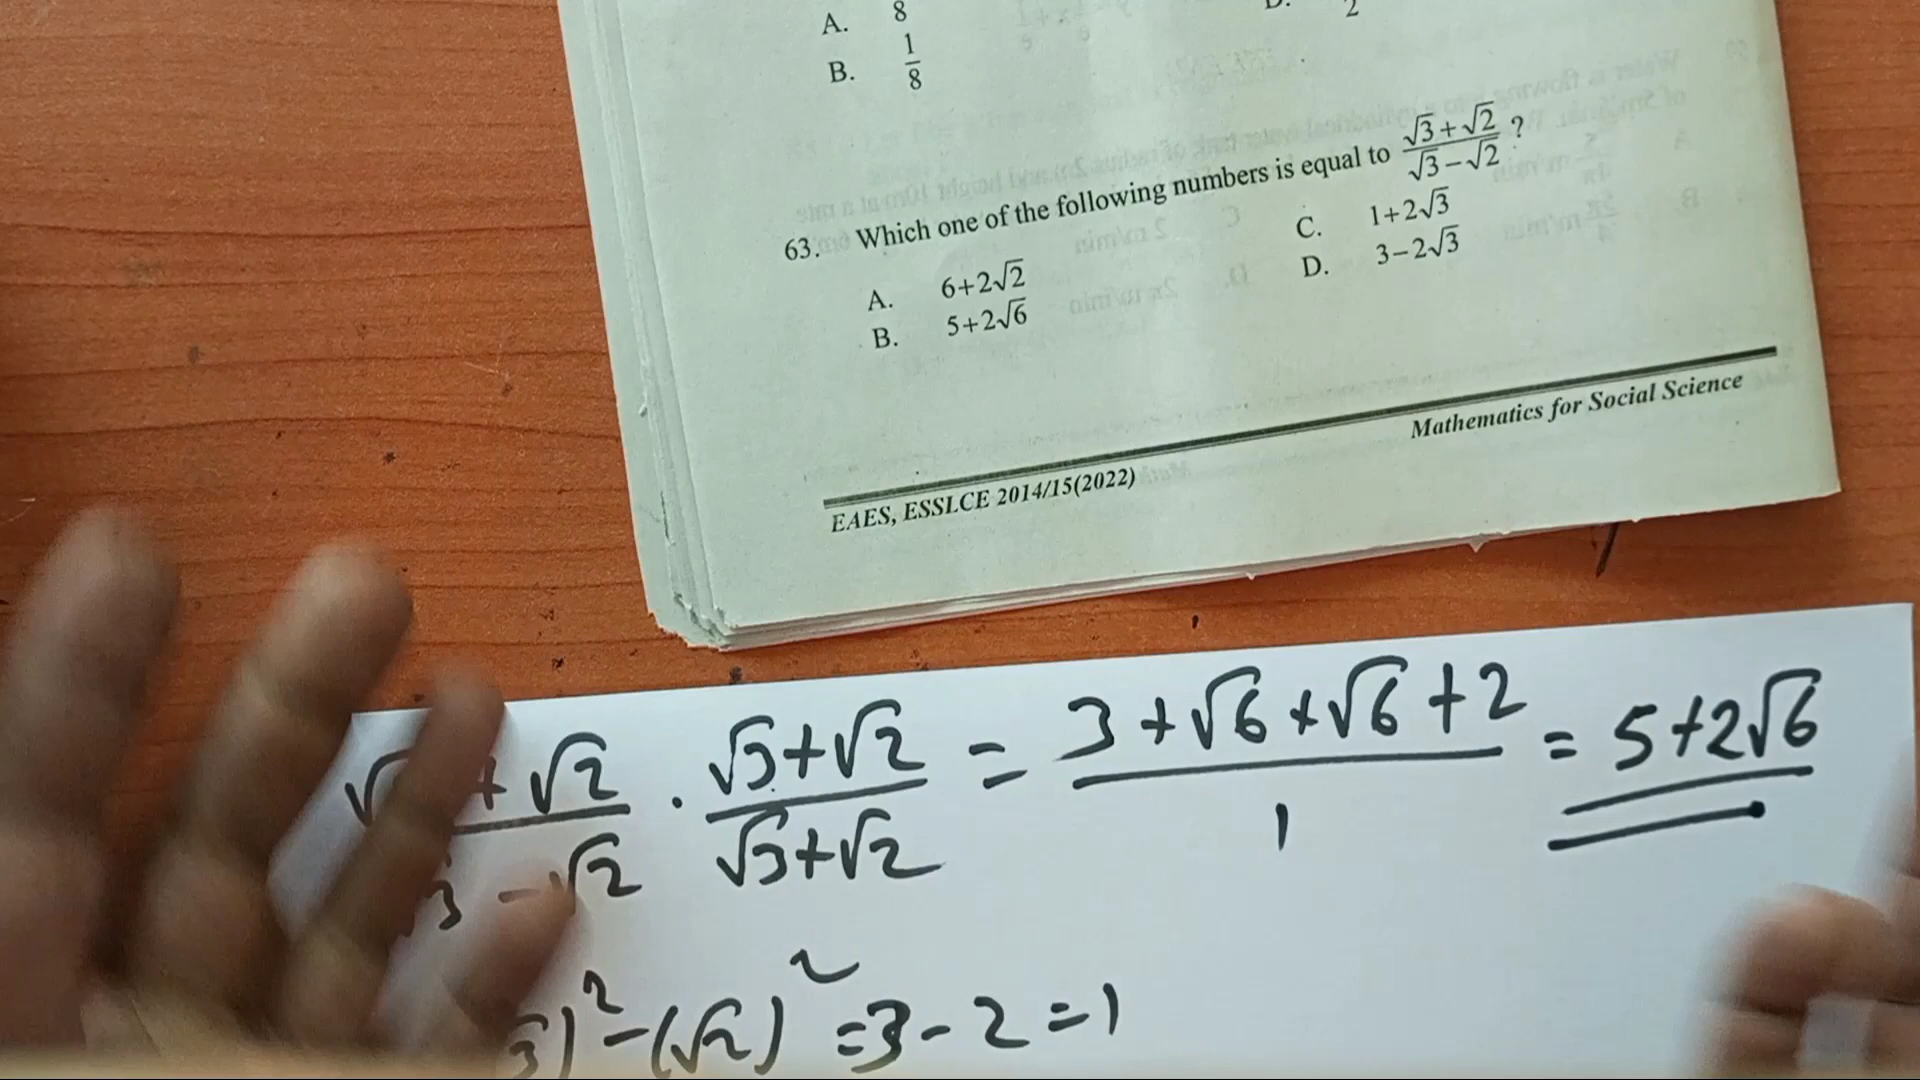 A. 8
B. 1/8
D. 2
63. Which one of the following numbers is equal to (√3+√2)/(√3−√2) ?
A. 6+2√2
B. 5+2√6
C. 1+2√3
D. 3−2√3
Mathematics for Social Science
EAES, ESSLCE 2014/15(2022)
√ + √2 / 3 − √2 · (√3+√2)/(√3+√2) = (3+√6+√6+2)/1 = 5+2√6
3)² − (√2)² = 3 − 2 = 1